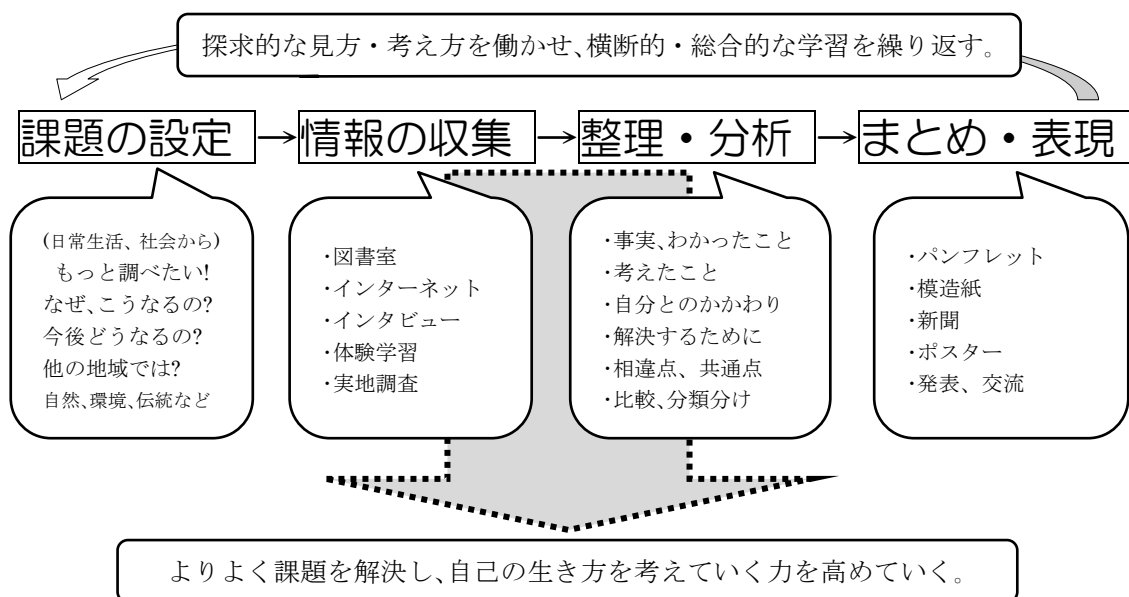 探求的な見方・考え方を働かせ、横断的・総合的な学習を繰り返す。
課題の設定→情報の収集→整理・分析→まとめ・表現
(日常生活、社会から)
もっと調べたい!
なぜ、こうなるの?
今後どうなるの?
他の地域では?
自然、環境、伝統など
・図書室
・インターネット
・インタビュー
・体験学習
・実地調査
・事実、わかったこと
・考えたこと
・自分とのかかわり
・解決するために
・相違点、共通点
・比較、分類分け
・パンフレット
・模造紙
・新聞
・ポスター
・発表、交流
よりよく課題を解決し、自己の生き方を考えていく力を高めていく。